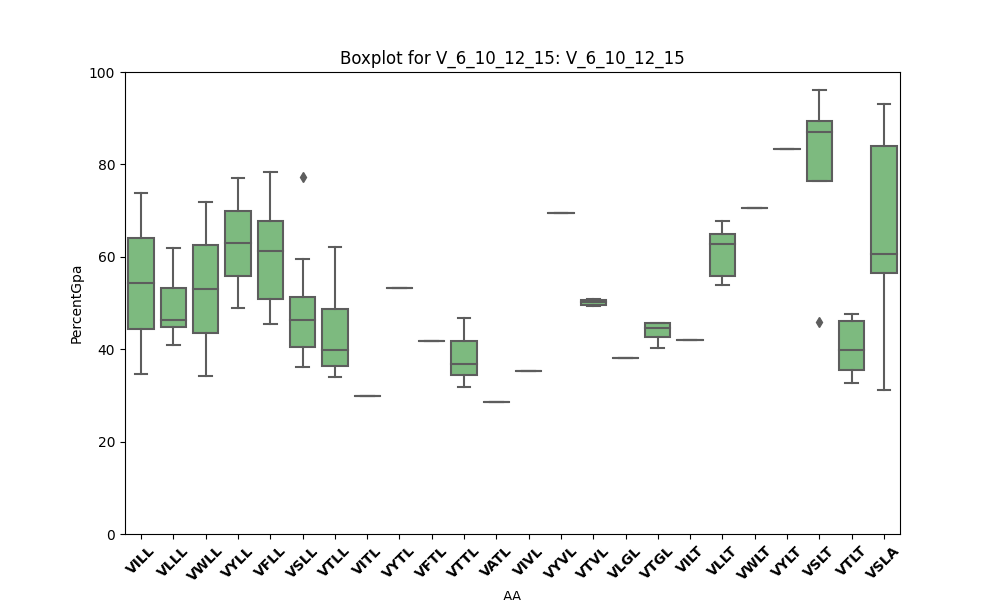 Boxplot for V_6_10_12_15: V_6_10_12_15
100
80
60
40
20
0
PercentGpa
VILL VLLL VWLL VYLL VFLL VSLL VTLL VITL VYTL VFTL VTTL VATL VIVL VYVL VTVL VLGL VTGL VILT VLLT VWLT VYLT VSLT VTLT VSLA
AA